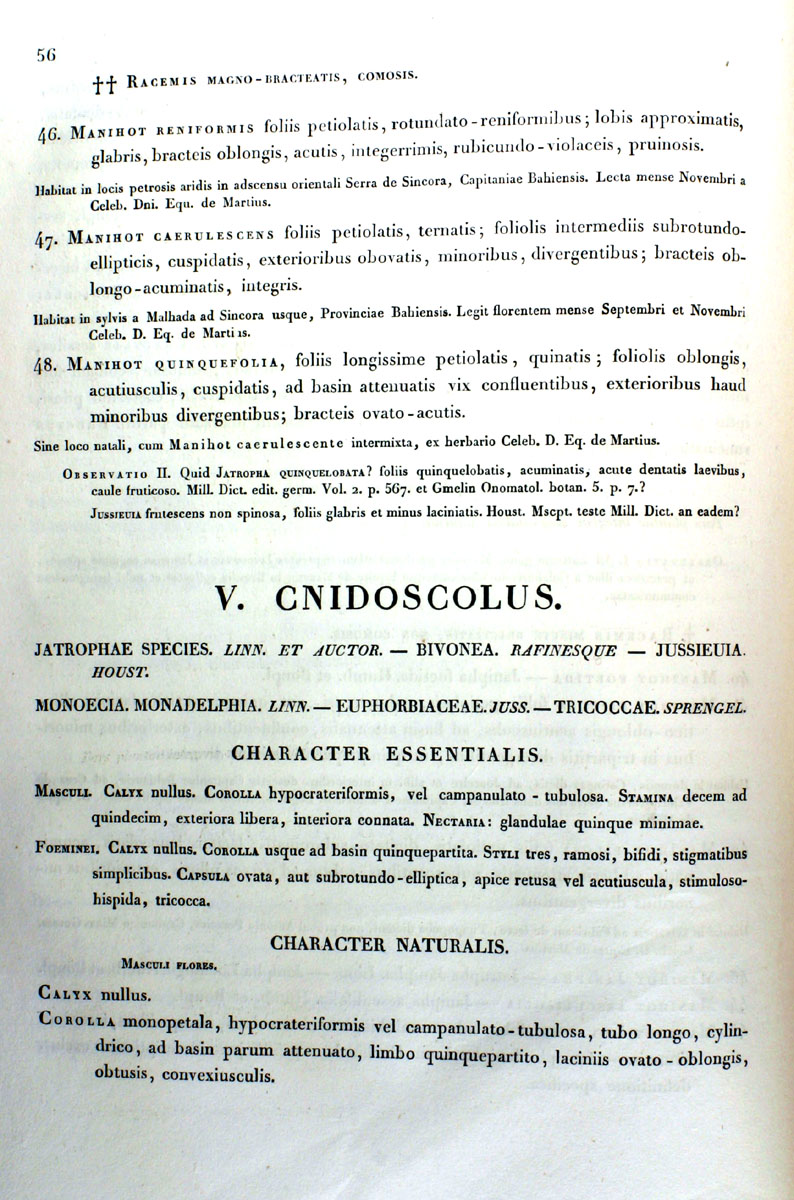 56
†† Racemis magno-bracteatis, comosis.
46. Manihot reniformis foliis petiolatis, rotundato-reniformibus; lobis approximatis,
glabris, bracteis oblongis, acutis, integerrimis, rubicundo-violaceis, pruinosis.
Habitat in locis petrosis aridis in adscensu orientali Serra de Sincora, Capitaniae Bahiensis. Lecta mense Novembri a
Celeb. Dni. Equ. de Martius.
47. Manihot caerulescens foliis petiolatis, ternatis; foliolis intermediis subrotundo-
ellipticis, cuspidatis, exterioribus obovatis, minoribus, divergentibus; bracteis ob-
longo-acuminatis, integris.
Habitat in sylvis a Malhada ad Sincora usque, Provinciae Bahiensis. Legit florentem mense Septembri et Novembri
Celeb. D. Eq. de Martius.
48. Manihot quinquefolia, foliis longissime petiolatis, quinatis; foliolis oblongis,
acutiusculis, cuspidatis, ad basin attenuatis vix confluentibus, exterioribus haud
minoribus divergentibus; bracteis ovato-acutis.
Sine loco natali, cum Manihot caerulescente intermixta, ex herbario Celeb. D. Eq. de Martius.
Observatio II. Quid Jatropha quinquelobata? foliis quinquelobatis, acuminatis, acute dentatis laevibus,
caule fruticoso. Mill. Dict. edit. germ. Vol. 2. p. 567. et Gmelin Onomatol. botan. 5. p. 7.?
Jussieuia frutescens non spinosa, foliis glabris et minus laciniatis. Houst. Mscpt. teste Mill. Dict. an eadem?
V. CNIDOSCOLUS.
JATROPHAE SPECIES. LINN. ET AUCTOR. — BIVONEA. RAFINESQUE — JUSSIEUIA.
HOUST.
MONOECIA. MONADELPHIA. LINN. — EUPHORBIACEAE. JUSS. — TRICOCCAE. SPRENGEL.
CHARACTER ESSENTIALIS.
Masculi. Calyx nullus. Corolla hypocrateriformis, vel campanulato-tubulosa. Stamina decem ad
quindecim, exteriora libera, interiora connata. Nectaria: glandulae quinque minimae.
Foeminei. Calyx nullus. Corolla usque ad basin quinquepartita. Styli tres, ramosi, bifidi, stigmatibus
simplicibus. Capsula ovata, aut subrotundo-elliptica, apice retusa vel acutiuscula, stimuloso-
hispida, tricocca.
CHARACTER NATURALIS.
Masculi flores.
Calyx nullus.
Corolla monopetala, hypocrateriformis vel campanulato-tubulosa, tubo longo, cylin-
drico, ad basin parum attenuato, limbo quinquepartito, laciniis ovato-oblongis,
obtusis, convexiusculis.